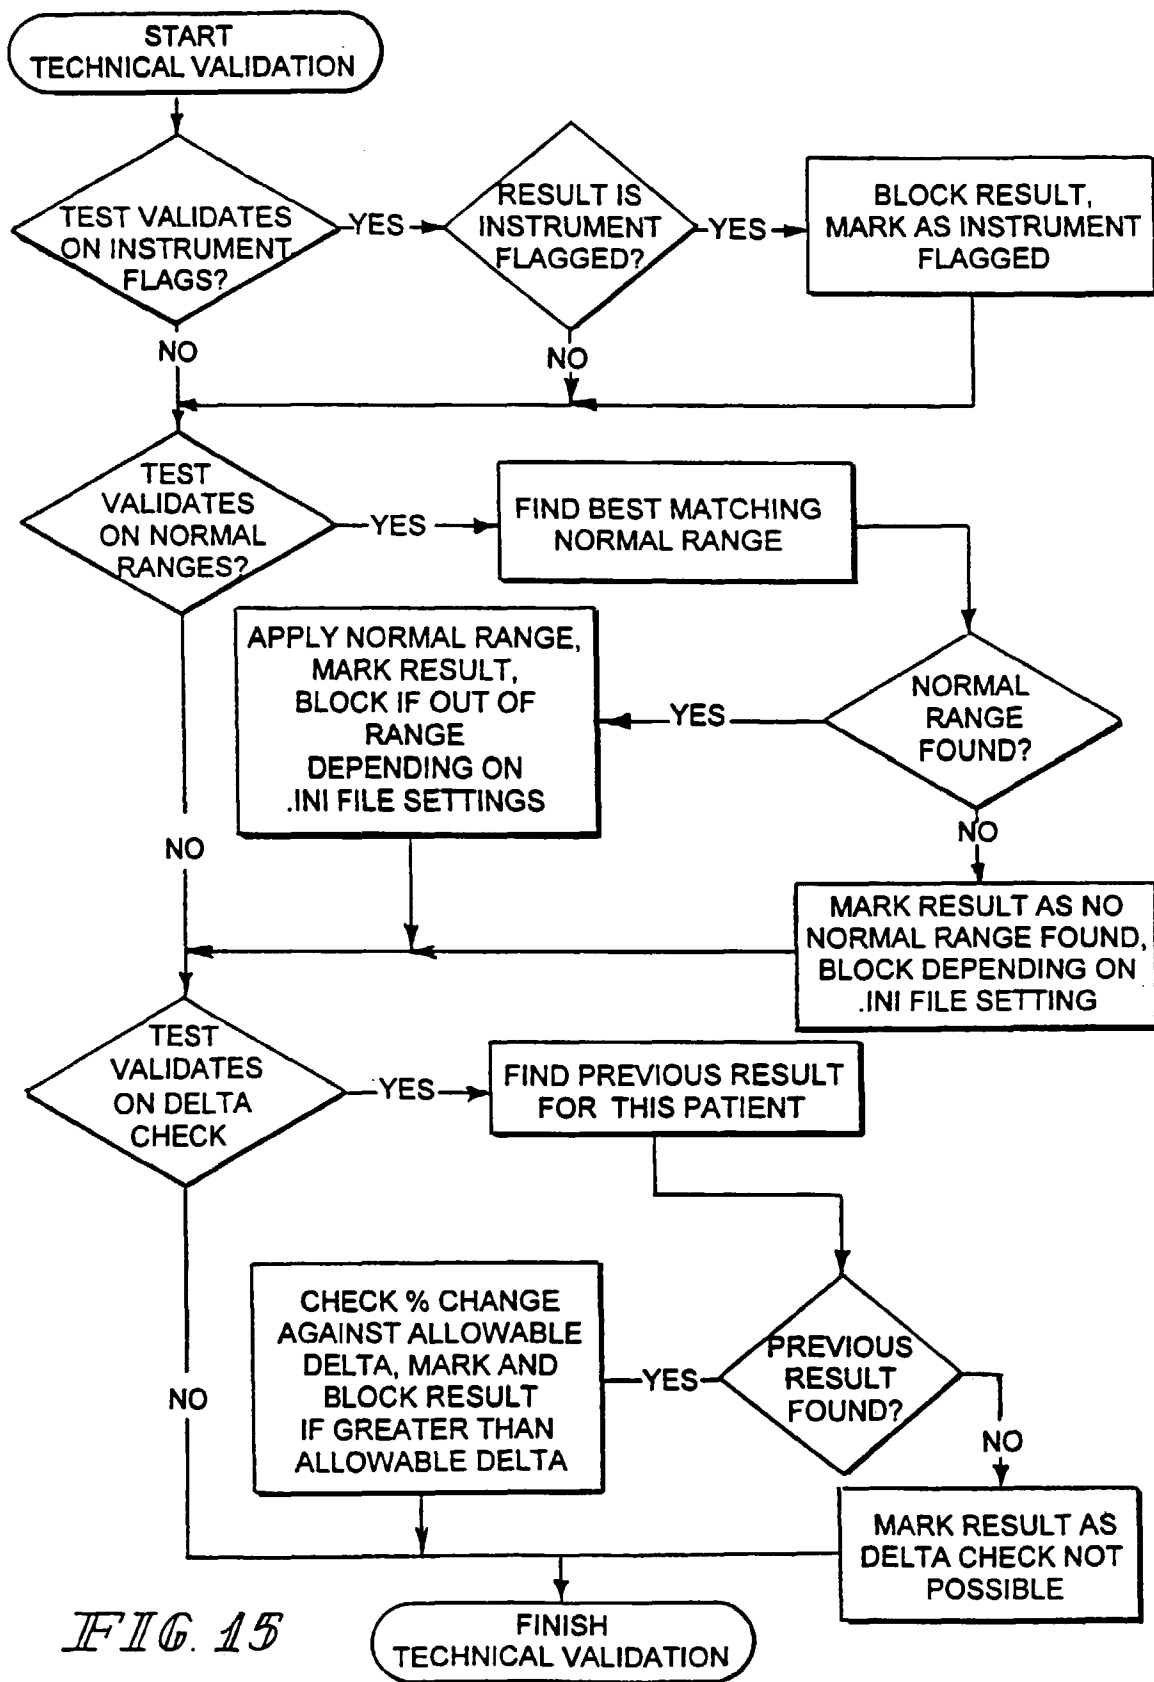 START
TECHNICAL VALIDATION
TEST VALIDATES
ON INSTRUMENT
FLAGS?
YES
RESULT IS
INSTRUMENT
FLAGGED?
YES
BLOCK RESULT,
MARK AS INSTRUMENT
FLAGGED
NO
NO
TEST
VALIDATES
ON NORMAL
RANGES?
YES
FIND BEST MATCHING
NORMAL RANGE
APPLY NORMAL RANGE,
MARK RESULT,
BLOCK IF OUT OF
RANGE
DEPENDING ON
.INI FILE SETTINGS
YES
NORMAL
RANGE
FOUND?
NO
NO
MARK RESULT AS NO
NORMAL RANGE FOUND,
BLOCK DEPENDING ON
.INI FILE SETTING
TEST
VALIDATES
ON DELTA
CHECK
YES
FIND PREVIOUS RESULT
FOR THIS PATIENT
CHECK % CHANGE
AGAINST ALLOWABLE
DELTA, MARK AND
BLOCK RESULT
IF GREATER THAN
ALLOWABLE DELTA
YES
PREVIOUS
RESULT
FOUND?
NO
NO
MARK RESULT AS
DELTA CHECK NOT
POSSIBLE
FINISH
TECHNICAL VALIDATION
FIG. 15